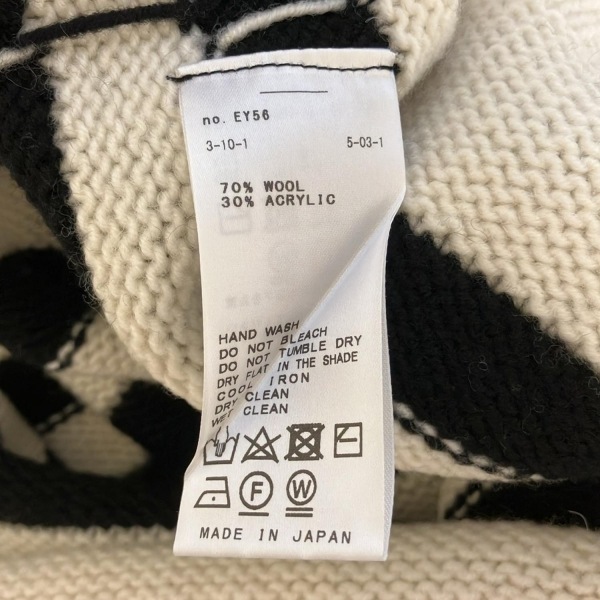 no. EY56
3-10-1 5-03-1
70% WOOL
30% ACRYLIC
HAND WASH
DO NOT BLEACH
DO NOT TUMBLE DRY
DRY FLAT IN THE SHADE
COOL IRON
DRY CLEAN
WET CLEAN
F W
MADE IN JAPAN